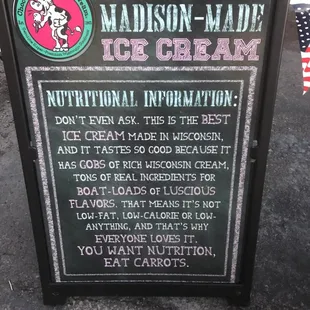 MADISON-MADE
ICE CREAM
NUTRITIONAL INFORMATION:
DON'T EVEN ASK. THIS IS THE BEST
ICE CREAM MADE IN WISCONSIN,
AND IT TASTES SO GOOD BECAUSE IT
HAS GOBS OF RICH WISCONSIN CREAM,
TONS OF REAL INGREDIENTS FOR
BOAT-LOADS OF LUSCIOUS
FLAVORS. THAT MEANS IT'S NOT
LOW-FAT, LOW-CALORIE OR LOW-
ANYTHING, AND THAT'S WHY
EVERYONE LOVES IT.
YOU WANT NUTRITION,
EAT CARROTS.